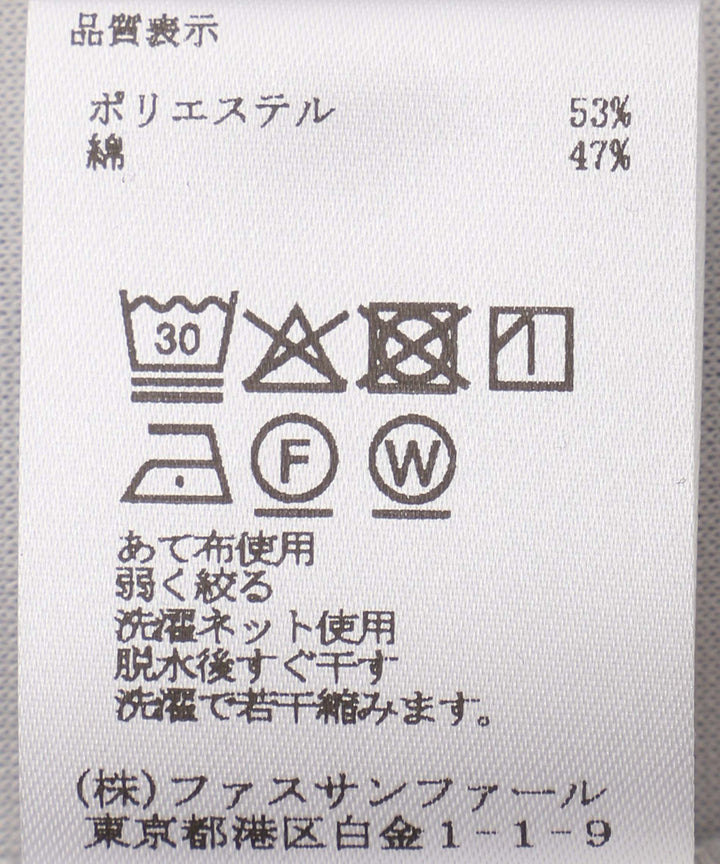 品質表示
ポリエステル 53%
綿 47%
30
F W
あて布使用
弱く絞る
洗濯ネット使用
脱水後すぐ干す
洗濯で若干縮みます。
(株)ファスサンファール
東京都港区白金1-1-9